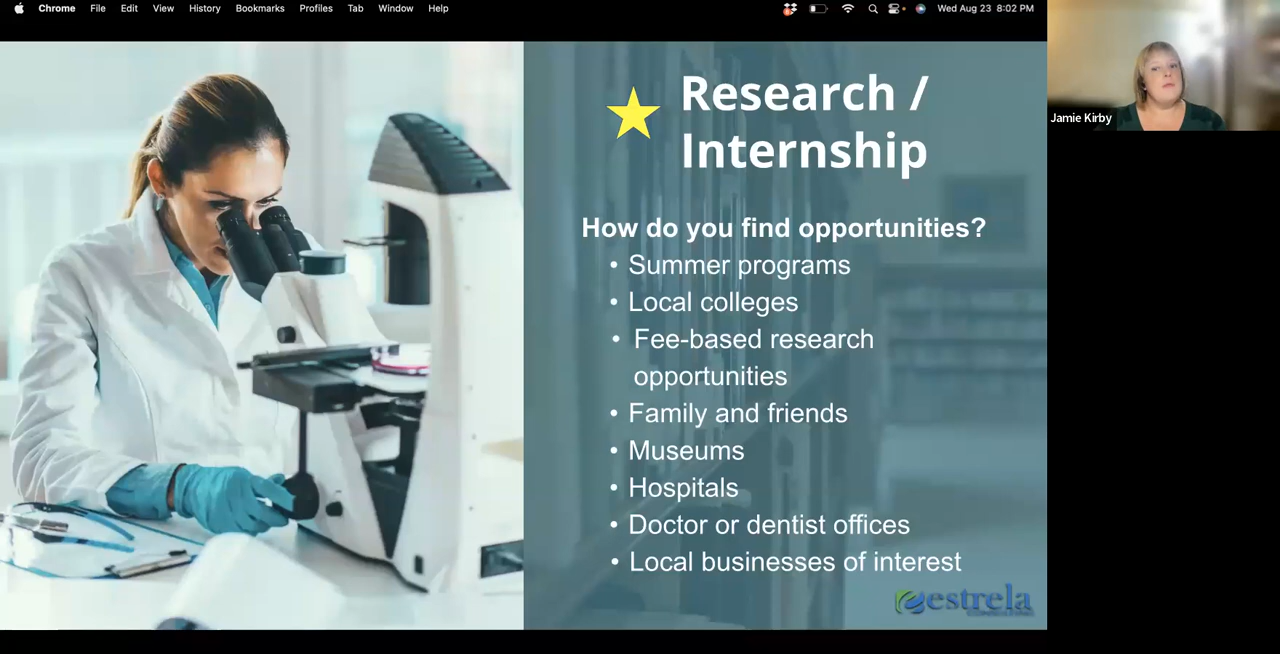 Chrome File Edit View History Bookmarks Profiles Tab Window Help Wed Aug 23 8:02 PM
Research /
Internship
How do you find opportunities?
• Summer programs
• Local colleges
• Fee-based research
opportunities
• Family and friends
• Museums
• Hospitals
• Doctor or dentist offices
• Local businesses of interest
estrela
CONSULTING
Jamie Kirby